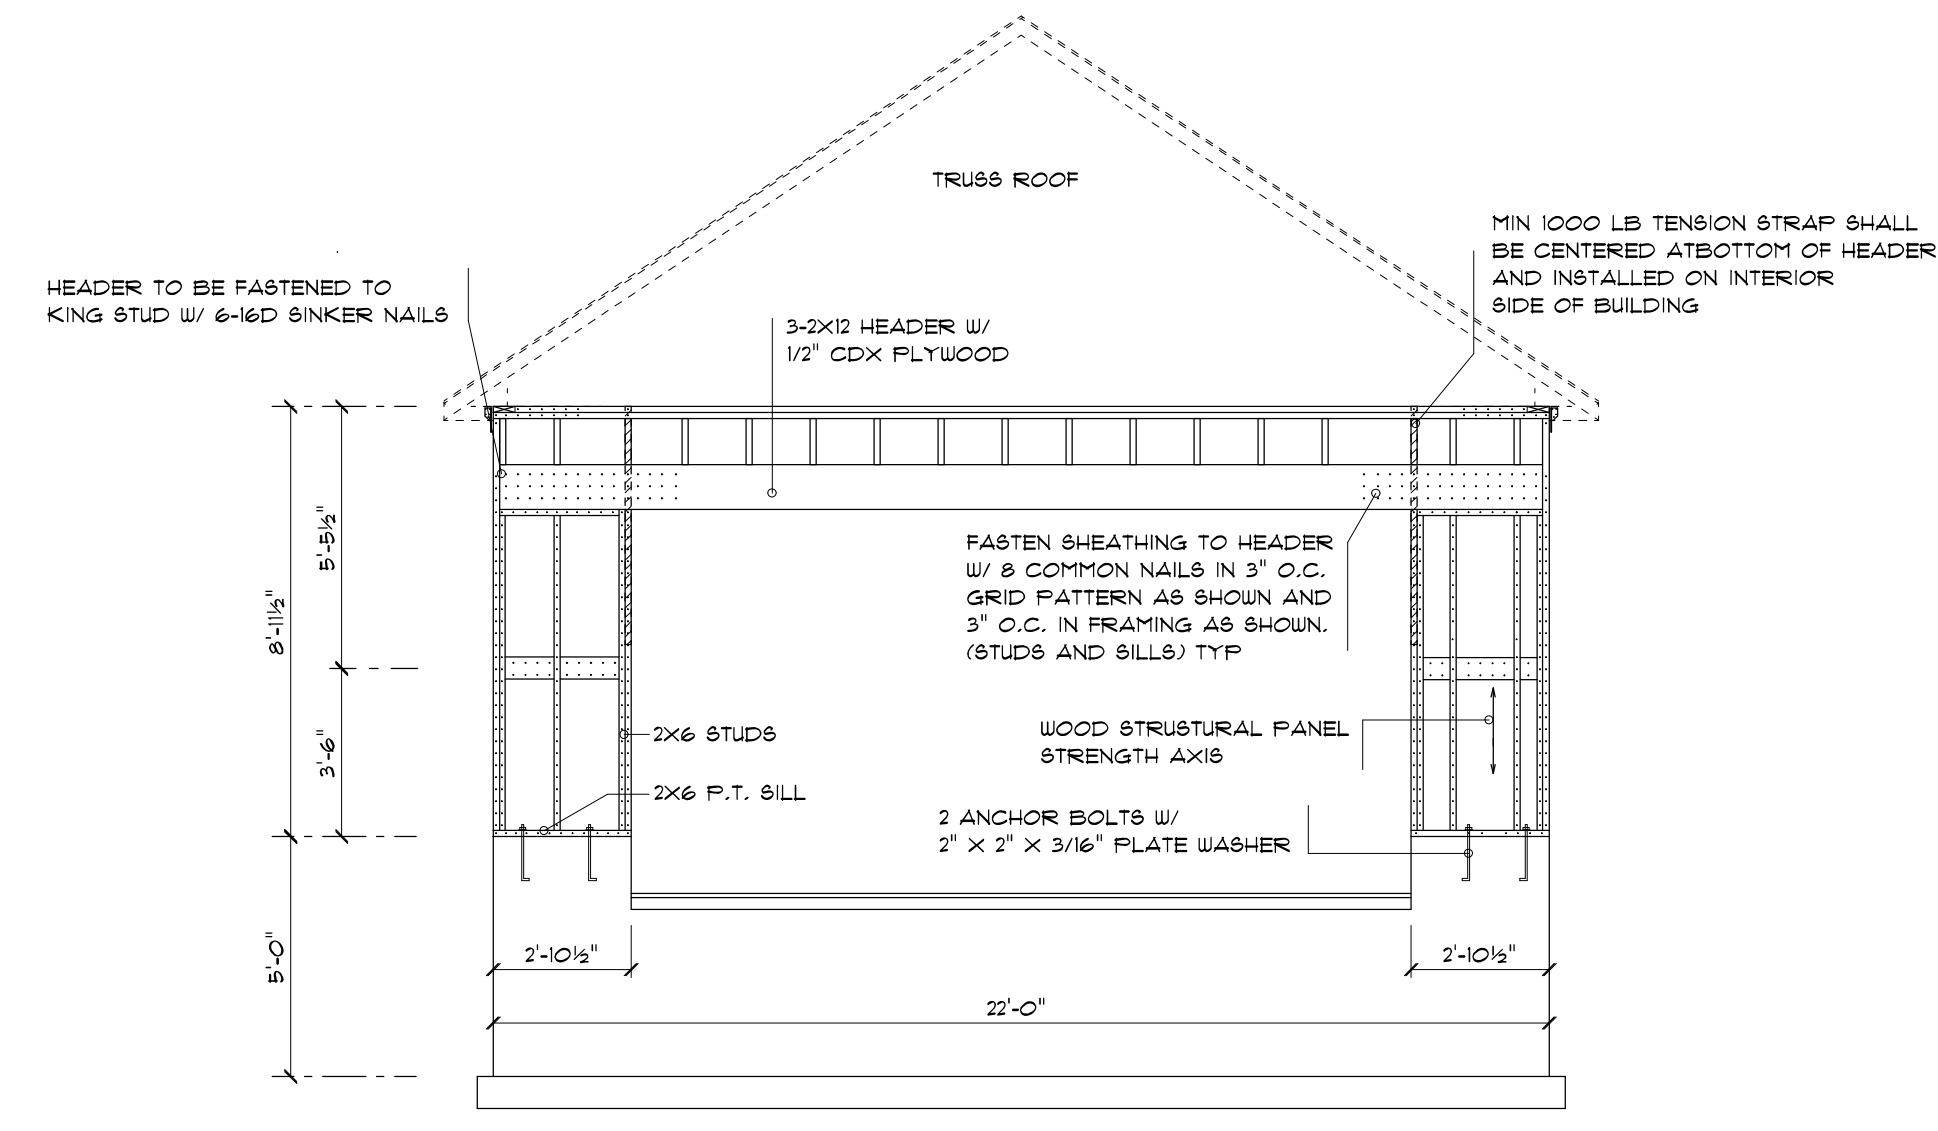 TRUSS ROOF
MIN 1000 LB TENSION STRAP SHALL
BE CENTERED ATBOTTOM OF HEADER
AND INSTALLED ON INTERIOR
SIDE OF BUILDING
HEADER TO BE FASTENED TO
KING STUD W/ 6-16D SINKER NAILS
3-2X12 HEADER W/
1/2" CDX PLYWOOD
5'-5½"
8'-11½"
3'-6"
5'-0"
FASTEN SHEATHING TO HEADER
W/ 8 COMMON NAILS IN 3" O.C.
GRID PATTERN AS SHOWN AND
3" O.C. IN FRAMING AS SHOWN.
(STUDS AND SILLS) TYP
2X6 STUDS
2X6 P.T. SILL
WOOD STRUSTURAL PANEL
STRENGTH AXIS
2 ANCHOR BOLTS W/
2" X 2" X 3/16" PLATE WASHER
2'-10½"
2'-10½"
22'-0"